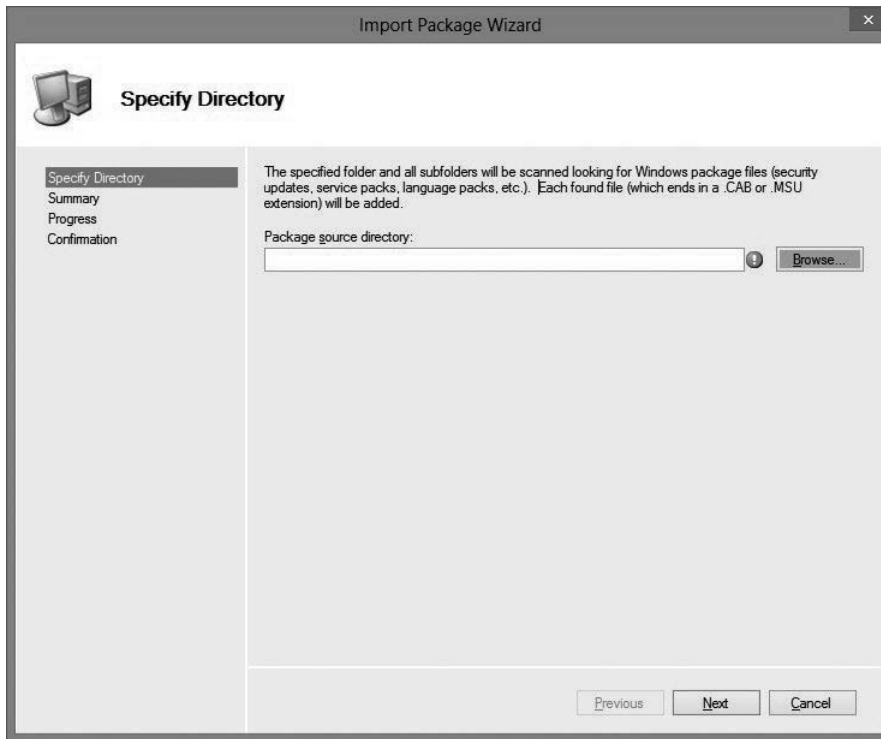 Import Package Wizard
Specify Directory
Specify Directory
Summary
Progress
Confirmation
The specified folder and all subfolders will be scanned looking for Windows package files (security
updates, service packs, language packs, etc.). Each found file (which ends in a .CAB or .MSU
extension) will be added.
Package source directory:
Browse...
Previous
Next
Cancel